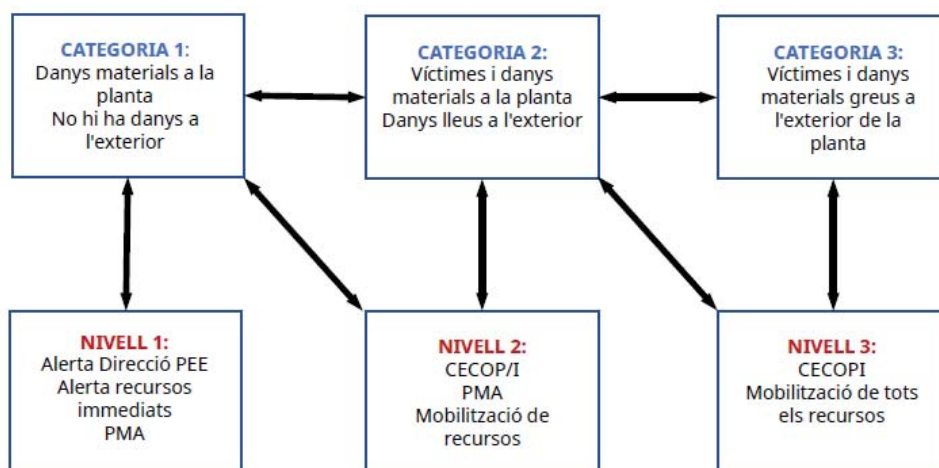 CATEGORIA 1:
Danys materials a la
planta
No hi ha danys a
l'exterior
CATEGORIA 2:
Víctimes i danys
materials a la planta
Danys lleus a l'exterior
CATEGORIA 3:
Víctimes i danys
materials greus a
l'exterior de la
planta
NIVELL 1:
Alerta Direcció PEE
Alerta recursos
immediats
PMA
NIVELL 2:
CECOP/I
PMA
Mobilització de
recursos
NIVELL 3:
CECOPI
Mobilització de tots
els recursos